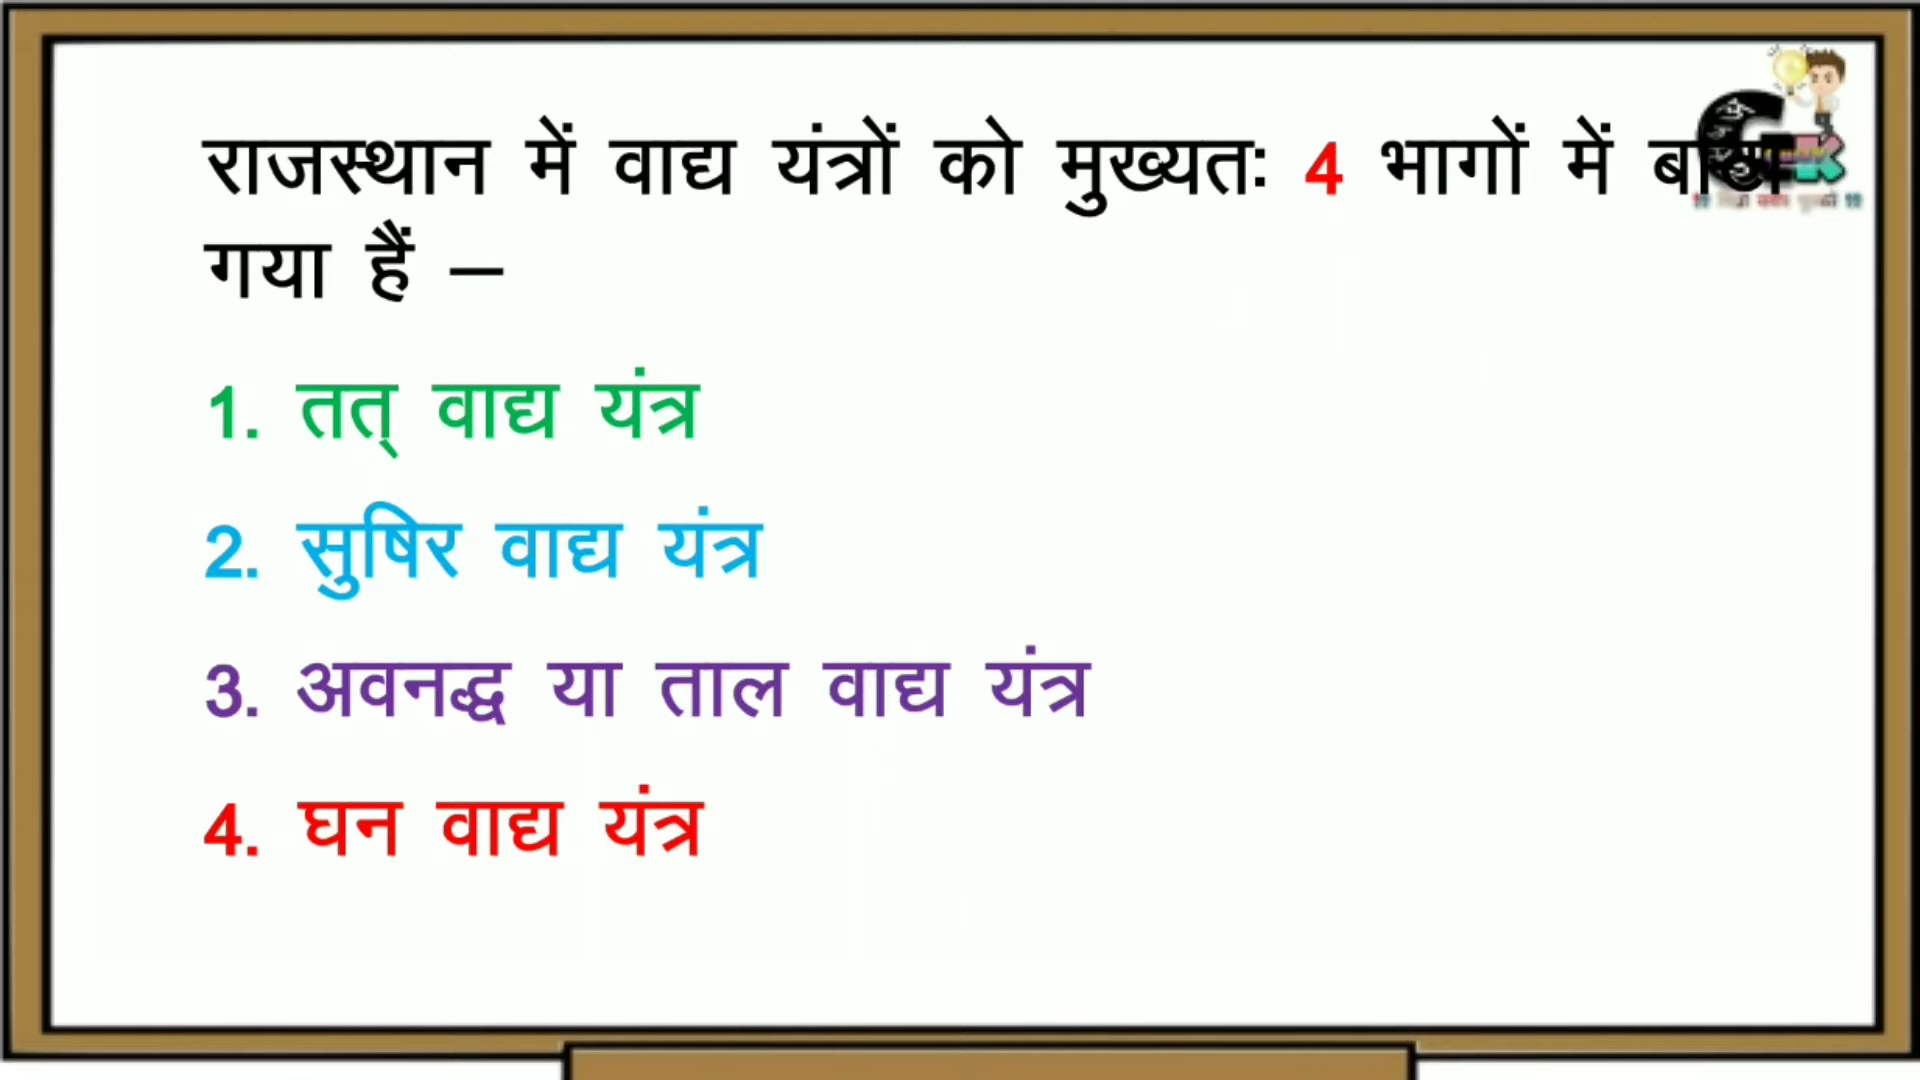 राजस्थान में वाद्य यंत्रों को मुख्यतः 4 भागों में
गया हैं –
1. तत् वाद्य यंत्र
2. सुषिर वाद्य यंत्र
3. अवनद्ध या ताल वाद्य यंत्र
4. घन वाद्य यंत्र